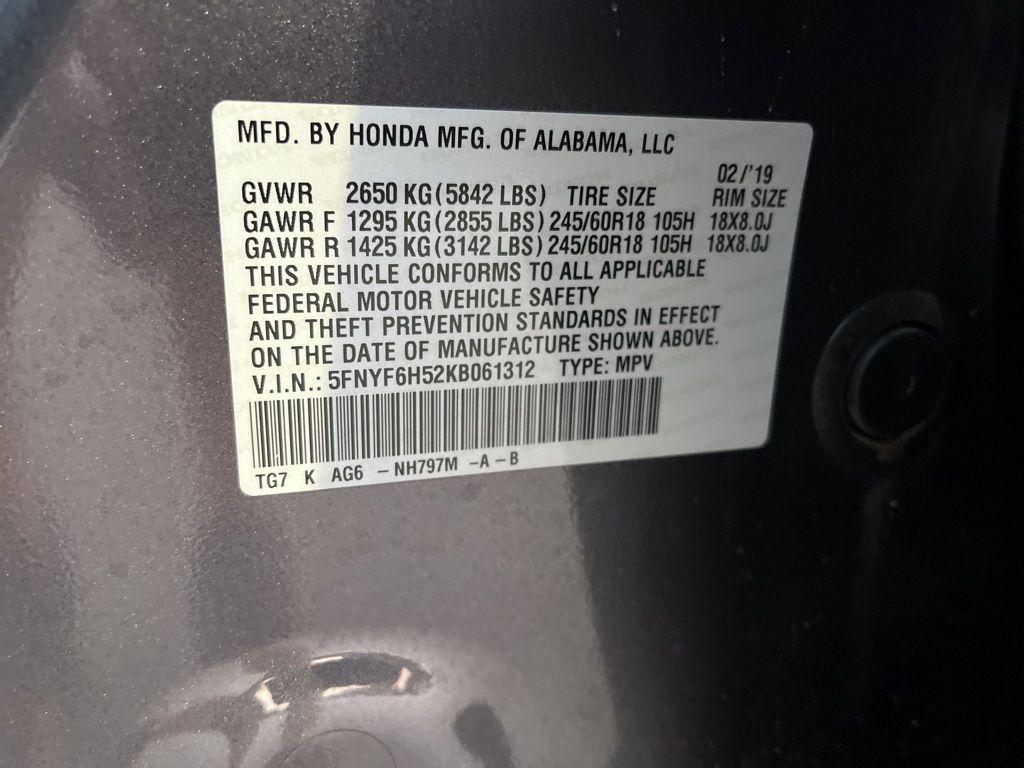 MFD. BY HONDA MFG. OF ALABAMA, LLC
02/'19
GVWR 2650 KG (5842 LBS) TIRE SIZE RIM SIZE
GAWR F 1295 KG (2855 LBS) 245/60R18 105H 18X8.0J
GAWR R 1425 KG (3142 LBS) 245/60R18 105H 18X8.0J
THIS VEHICLE CONFORMS TO ALL APPLICABLE
FEDERAL MOTOR VEHICLE SAFETY
AND THEFT PREVENTION STANDARDS IN EFFECT
ON THE DATE OF MANUFACTURE SHOWN ABOVE.
V.I.N.: 5FNYF6H52KB061312 TYPE: MPV
TG7 K AG6 - NH797M -A-B